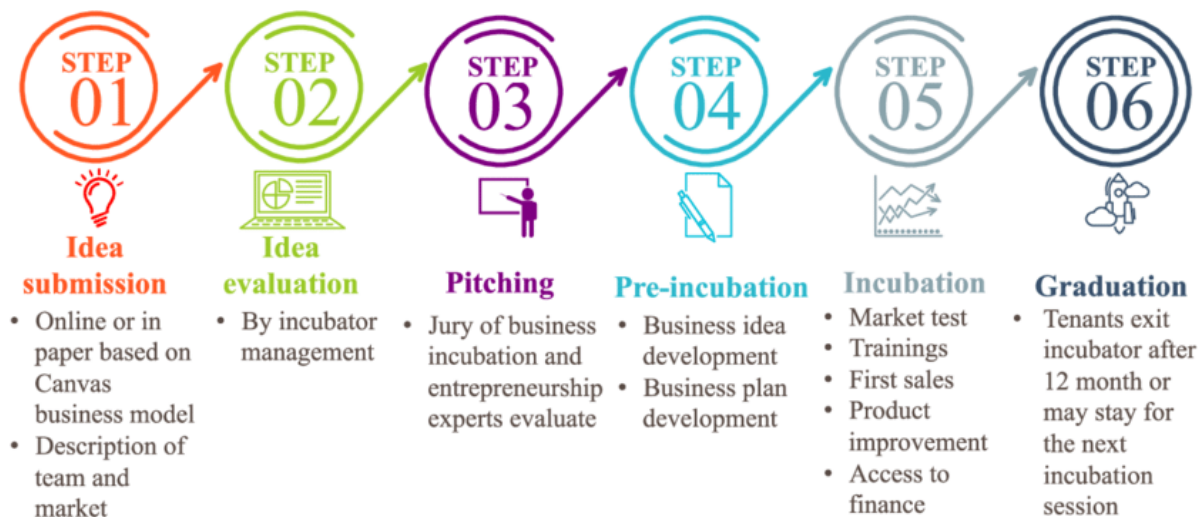 STEP
01
STEP
02
STEP
03
STEP
04
STEP
05
STEP
06
Idea
submission
• Online or in
paper based on
Canvas
business model
• Description of
team and
market
Idea
evaluation
• By incubator
management
Pitching
• Jury of business
incubation and
entrepreneurship
experts evaluate
Pre-incubation
• Business idea
development
• Business plan
development
Incubation
• Market test
• Trainings
• First sales
• Product
improvement
• Access to
finance
Graduation
• Tenants exit
incubator after
12 month or
may stay for
the next
incubation
session